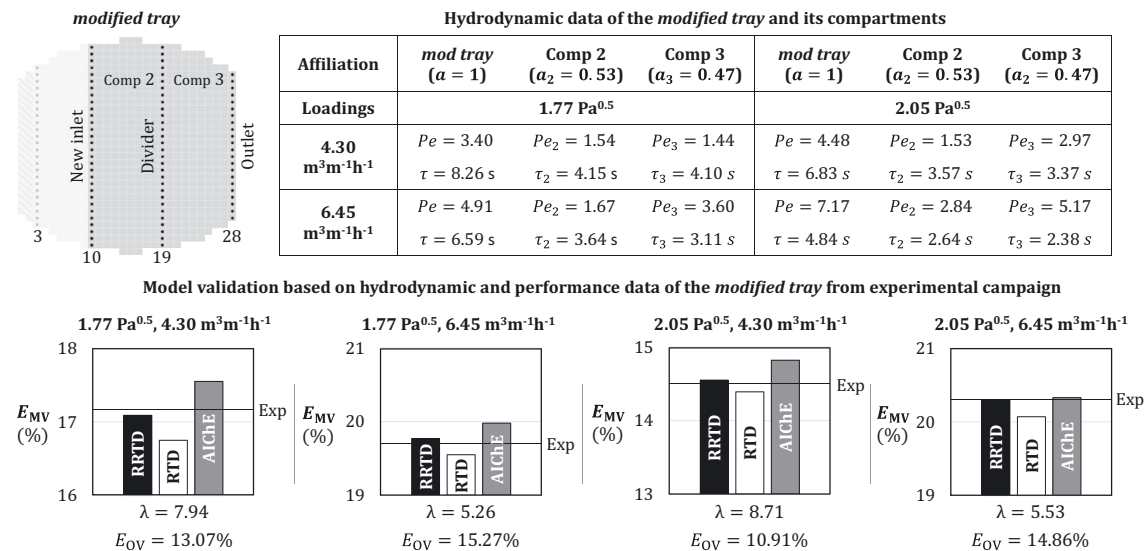 modified tray
Comp 2
Comp 3
New inlet
Divider
Outlet
3
28
10
19
Hydrodynamic data of the modified tray and its compartments
Affiliation
mod tray
(a = 1)
Comp 2
(a₂ = 0.53)
Comp 3
(a₃ = 0.47)
mod tray
(a = 1)
Comp 2
(a₂ = 0.53)
Comp 3
(a₂ = 0.47)
Loadings
1.77 Pa⁰·⁵
2.05 Pa⁰·⁵
4.30
m³m⁻¹h⁻¹
Pe = 3.40 Pe₂ = 1.54 Pe₃ = 1.44 Pe = 4.48 Pe₂ = 1.53 Pe₃ = 2.97
τ = 8.26 s τ₂ = 4.15 s τ₃ = 4.10 s τ = 6.83 s τ₂ = 3.57 s τ₃ = 3.37 s
6.45
m³m⁻¹h⁻¹
Pe = 4.91 Pe₂ = 1.67 Pe₃ = 3.60 Pe = 7.17 Pe₂ = 2.84 Pe₃ = 5.17
τ = 6.59 s τ₂ = 3.64 s τ₃ = 3.11 s τ = 4.84 s τ₂ = 2.64 s τ₃ = 2.38 s
Model validation based on hydrodynamic and performance data of the modified tray from experimental campaign
1.77 Pa⁰·⁵, 4.30 m³m⁻¹h⁻¹
18
17
16
E_MV
(%)
RRTD
RTD
AIChE
Exp
λ = 7.94
E_OV = 13.07%
1.77 Pa⁰·⁵, 6.45 m³m⁻¹h⁻¹
21
20
19
E_MV
(%)
RRTD
RTD
AIChE
Exp
λ = 5.26
E_OV = 15.27%
2.05 Pa⁰·⁵, 4.30 m³m⁻¹h⁻¹
15
14
13
E_MV
(%)
RRTD
RTD
AIChE
Exp
λ = 8.71
E_OV = 10.91%
2.05 Pa⁰·⁵, 6.45 m³m⁻¹h⁻¹
21
20
19
E_MV
(%)
RRTD
RTD
AIChE
Exp
λ = 5.53
E_OV = 14.86%